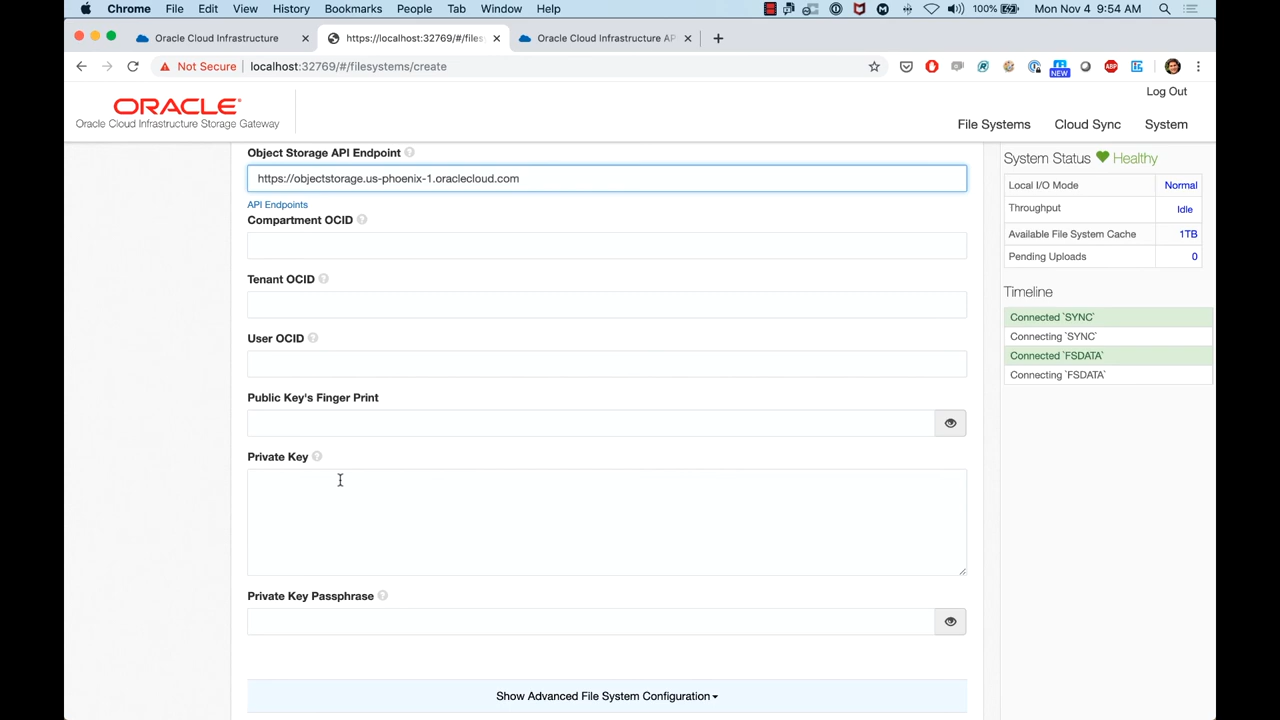 Chrome File Edit View History Bookmarks People Tab Window Help 100% Mon Nov 4 9:54 AM
Oracle Cloud Infrastructure × https://localhost:32769/#/files × Oracle Cloud Infrastructure AP × +
Not Secure | localhost:32769/#/filesystems/create
NEW
ABP
Log Out
ORACLE®
Oracle Cloud Infrastructure Storage Gateway
File Systems Cloud Sync System
Object Storage API Endpoint ?
https://objectstorage.us-phoenix-1.oraclecloud.com
API Endpoints
Compartment OCID ?
Tenant OCID ?
User OCID ?
Public Key's Finger Print
Private Key ?
Private Key Passphrase ?
Show Advanced File System Configuration
System Status Healthy
Local I/O Mode Normal
Throughput Idle
Available File System Cache 1TB
Pending Uploads 0
Timeline
Connected `SYNC`
Connecting `SYNC`
Connected `FSDATA`
Connecting `FSDATA`